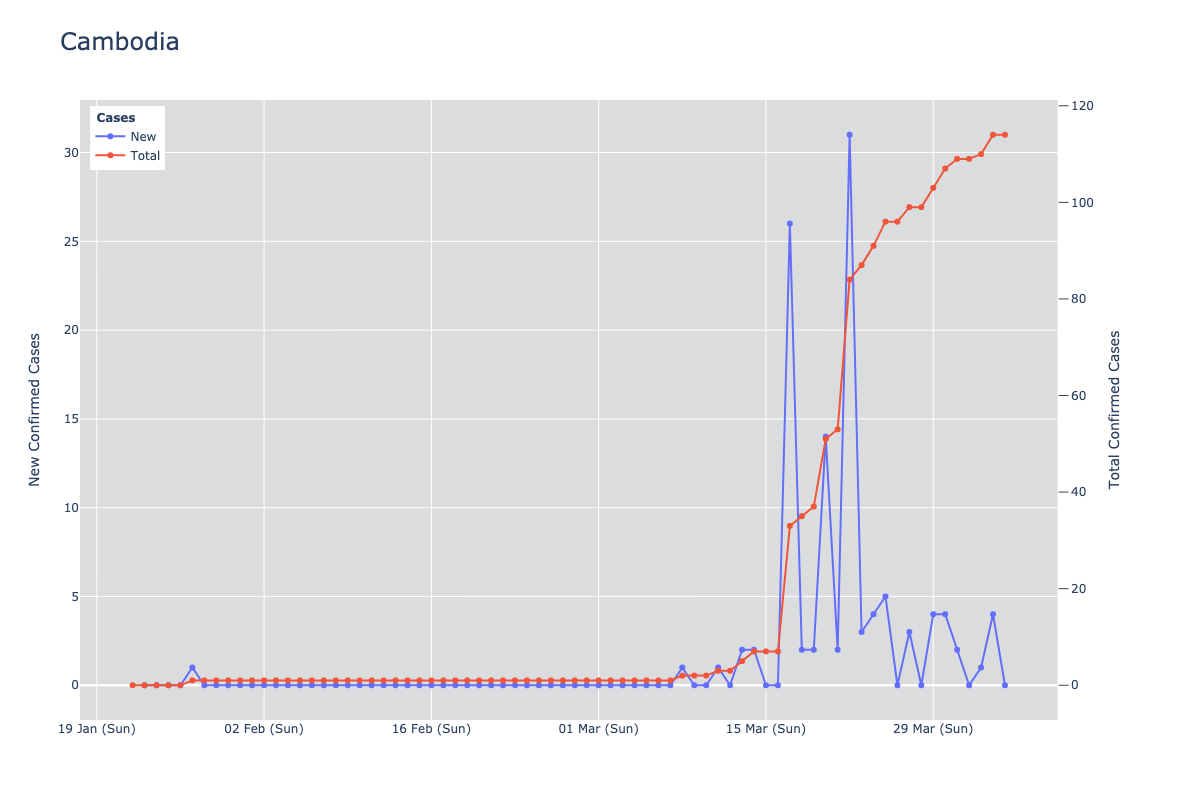 Cambodia
Cases
New
Total
30
25
20
15
10
5
0
120
100
80
60
40
20
0
New Confirmed Cases
Total Confirmed Cases
19 Jan (Sun)
02 Feb (Sun)
16 Feb (Sun)
01 Mar (Sun)
15 Mar (Sun)
29 Mar (Sun)